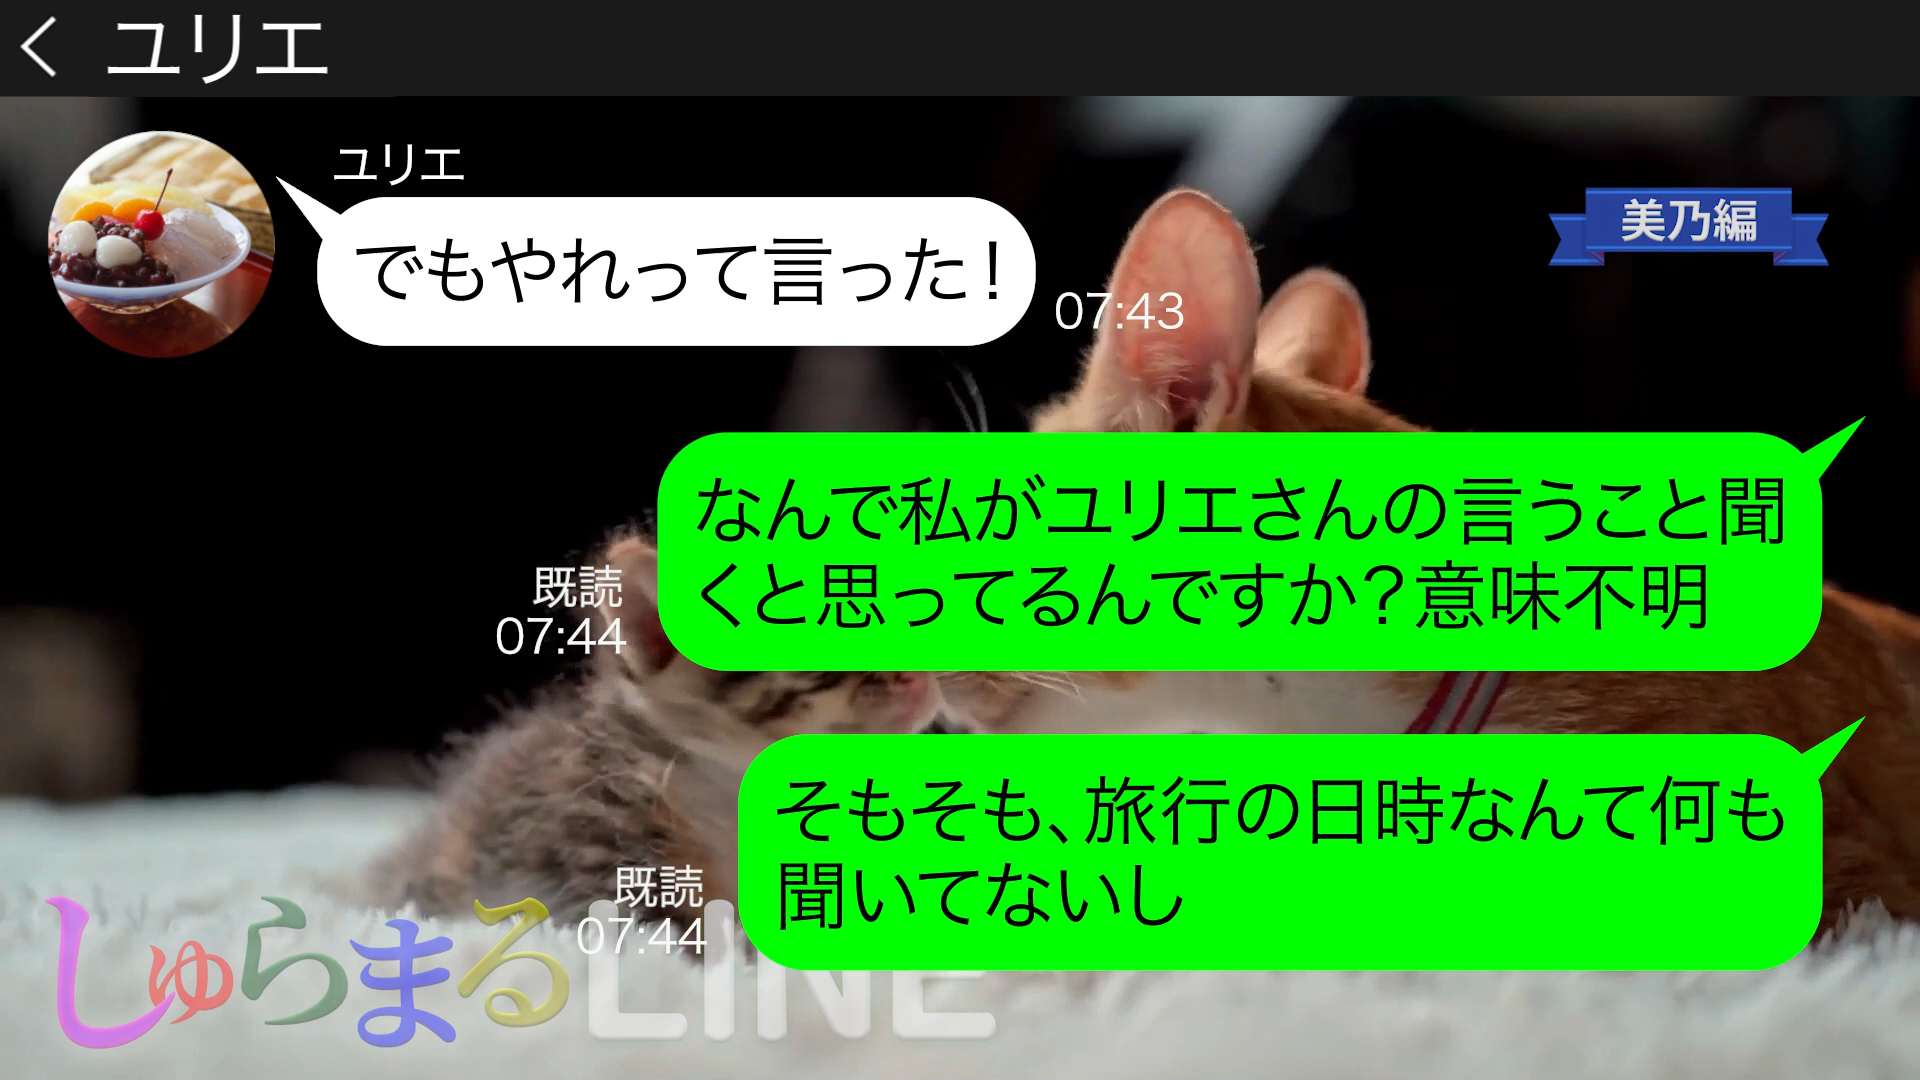 ユリエ
ユリエ
でもやれって言った!
07:43
美乃編
なんで私がユリエさんの言うこと聞
くと思ってるんですか?意味不明
既読
07:44
そもそも、旅行の日時なんて何も
聞いてないし
既読
07:44
しゅらまるLINE